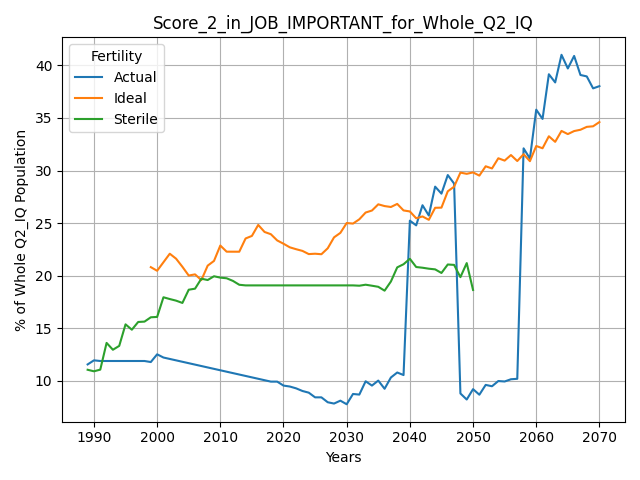 Score_2_in_JOB_IMPORTANT_for_Whole_Q2_IQ
Fertility
Actual
Ideal
Sterile
% of Whole Q2_IQ Population
40
35
30
25
20
15
10
1990 2000 2010 2020 2030 2040 2050 2060 2070
Years